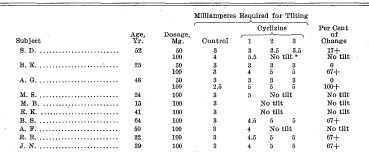 Milliamperes Required for Tilting
Cyclizine Per Cent
Age, Dosage, of
Subject Yr. Mg. Control 1 2 3 Change
S. D. 52 50 3 3 3.5 3.5 17+
100 4 5.5 No tilt * No tilt
B. K. 25 50 3 3 3 3 0
100 3 4 5 5 67+
A. G. 46 50 3 3 3 3 0
100 2.5 5 5 5 100+
M. S. 24 100 3 5 No tilt No tilt
M. B. 15 100 3 No tilt No tilt
E. K. 41 100 3 No tilt No tilt
B. S. 64 100 3 4.5 5 5 67+
A. F. 50 100 3 4 No tilt No tilt
R. R. 32 100 3 4.5 5 5 67+
J. N. 39 100 3 4 5 5 67+